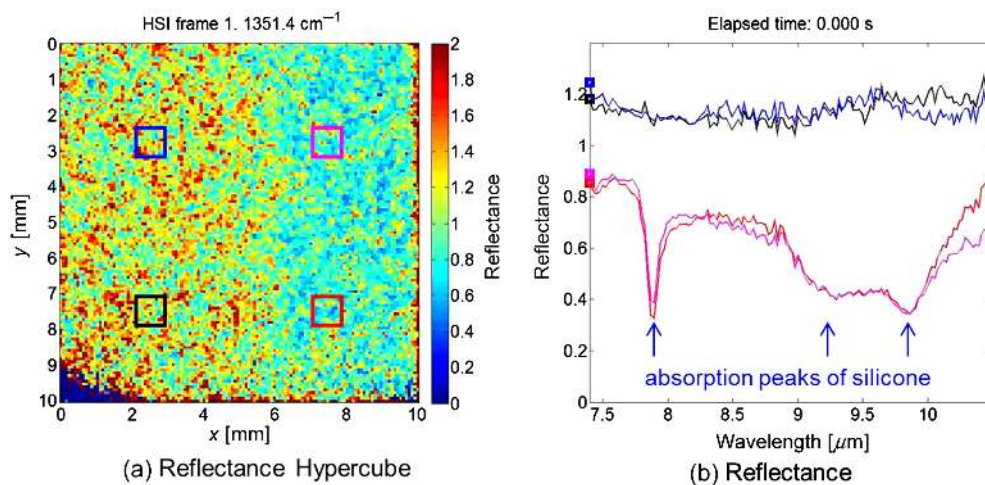 HSI frame 1. 1351.4 cm⁻¹
0
1
2
3
4
5
6
7
8
9
10
y [mm]
0 2 4 6 8 10
x [mm]
2
1.8
1.6
1.4
1.2
1
0.8
0.6
0.4
0.2
0
Reflectance
(a) Reflectance Hypercube
Elapsed time: 0.000 s
1.2
1
0.8
0.6
0.4
0.2
0
Reflectance
absorption peaks of silicone
7.5 8 8.5 9 9.5 10
Wavelength [μm]
(b) Reflectance